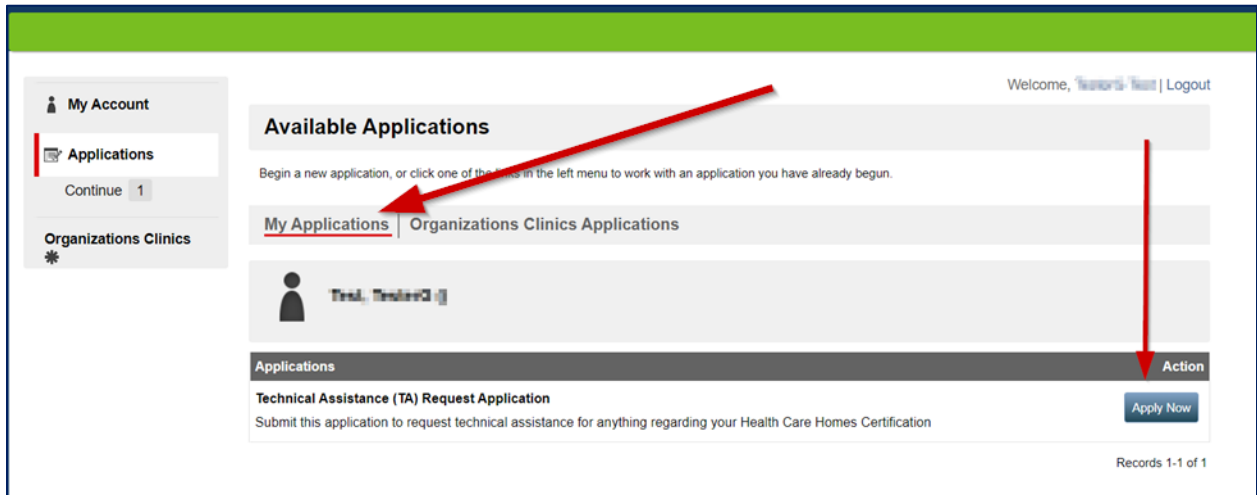 Welcome, | Logout
My Account
Applications
Continue 1
Organizations Clinics
Available Applications
Begin a new application, or click one of the links in the left menu to work with an application you have already begun.
My Applications | Organizations Clinics Applications
Applications Action
Technical Assistance (TA) Request Application
Submit this application to request technical assistance for anything regarding your Health Care Homes Certification
Apply Now
Records 1-1 of 1